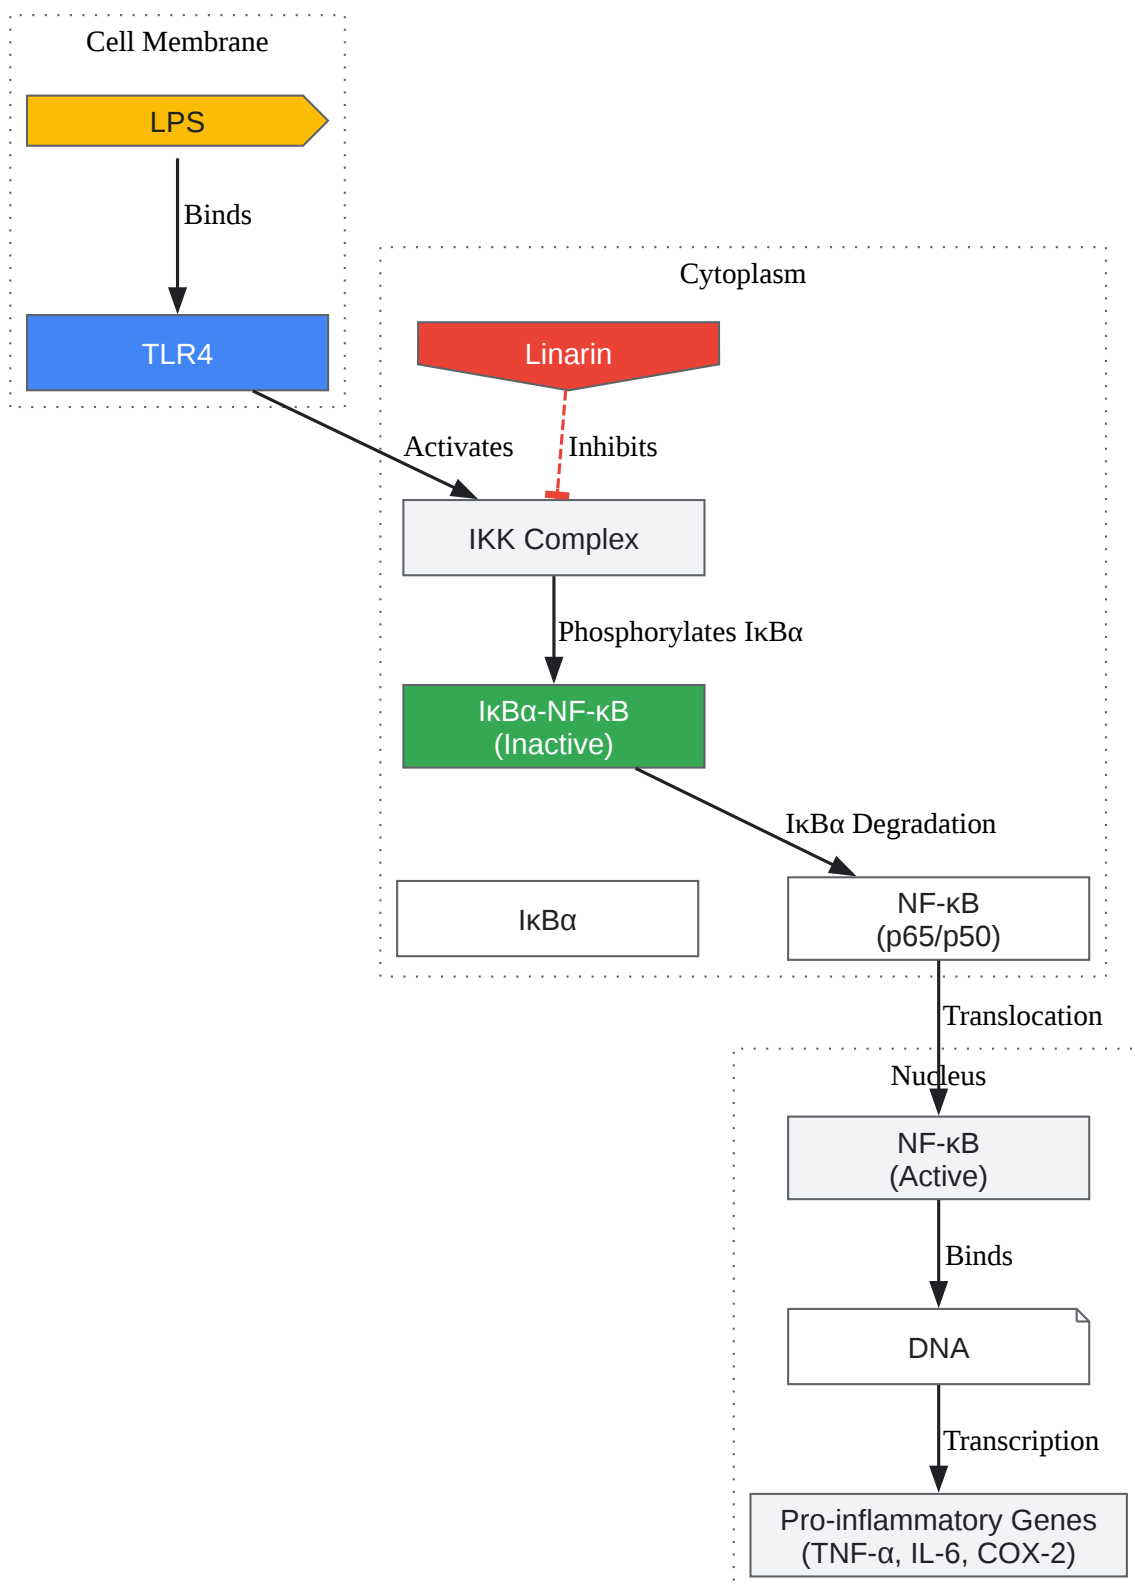 Cell Membrane
LPS
Binds
TLR4
Cytoplasm
Linarin
Activates
Inhibits
IKK Complex
Phosphorylates IκBα
IκBα-NF-κB
(Inactive)
IκBα Degradation
IκBα
NF-κB
(p65/p50)
Translocation
Nucleus
NF-κB
(Active)
Binds
DNA
Transcription
Pro-inflammatory Genes
(TNF-α, IL-6, COX-2)